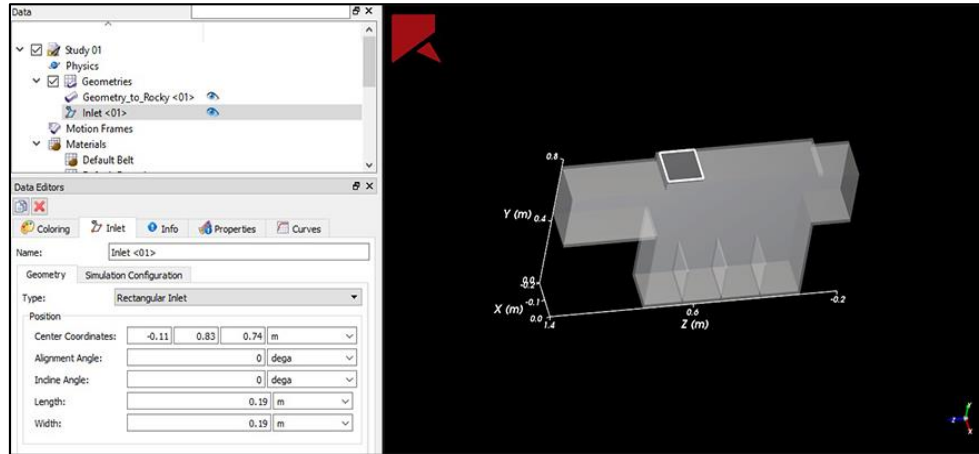 Data
Study 01
Physics
Geometries
Geometry_to_Rocky <01>
Inlet <01>
Motion Frames
Materials
Default Belt
Data Editors
Coloring Inlet Info Properties Curves
Name: Inlet <01>
Geometry Simulation Configuration
Type: Rectangular Inlet
Position
Center Coordinates: -0.11 0.83 0.74 m
Alignment Angle: 0 dega
Incline Angle: 0 dega
Length: 0.19 m
Width: 0.19 m
0.8
Y (m) 0.4
-0.2
X (m) -0.1
0.0
1.4
0.6
Z (m)
-0.2
Y
Z
X